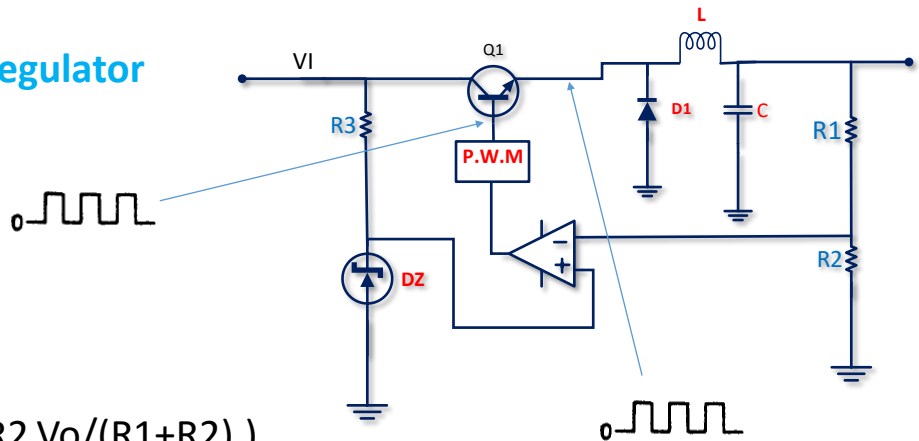 L
egulator
VI
Q1
R3
D1
C
R1
P.W.M
0
−
+
R2
DZ
0
R2 Vo/(R1+R2) )